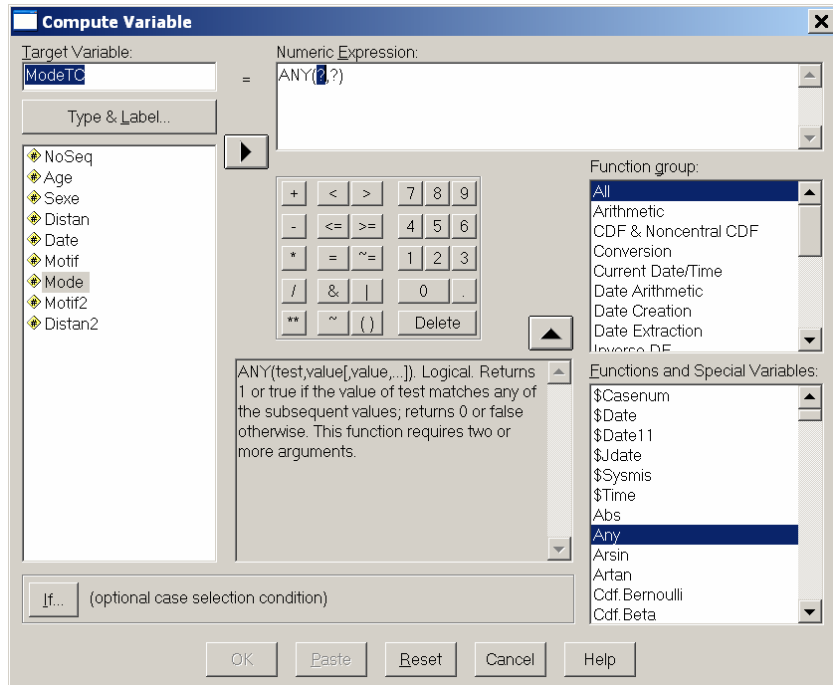 Compute Variable
Target Variable:
ModeTC
=
Numeric Expression:
ANY(?,?)
Type & Label...
NoSeq
Age
Sexe
Distan
Date
Motif
Mode
Motif2
Distan2
+ < > 7 8 9
- <= >= 4 5 6
* = ~= 1 2 3
/ & | 0 .
** ~ () Delete
ANY(test,value[,value,...]). Logical. Returns
1 or true if the value of test matches any of
the subsequent values; returns 0 or false
otherwise. This function requires two or
more arguments.
Function group:
All
Arithmetic
CDF & Noncentral CDF
Conversion
Current Date/Time
Date Arithmetic
Date Creation
Date Extraction
Inverse DF
Functions and Special Variables:
$Casenum
$Date
$Date11
$Jdate
$Sysmis
$Time
Abs
Any
Arsin
Artan
Cdf.Bernoulli
Cdf.Beta
If... (optional case selection condition)
OK Paste Reset Cancel Help